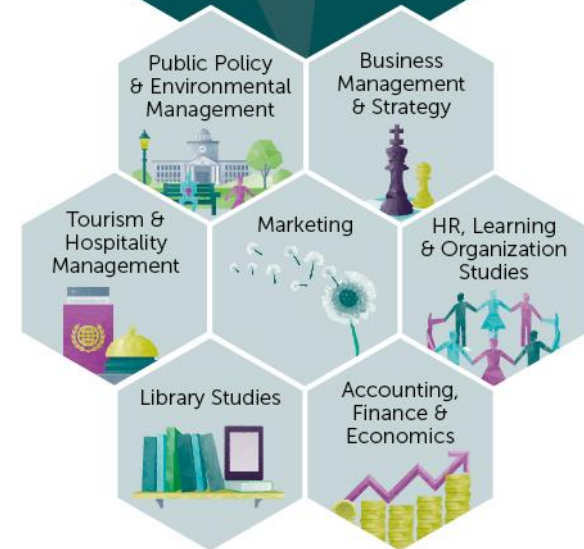 Public Policy
& Environmental
Management
Business
Management
& Strategy
Tourism &
Hospitality
Management
Marketing
HR, Learning
& Organization
Studies
Library Studies
Accounting,
Finance &
Economics